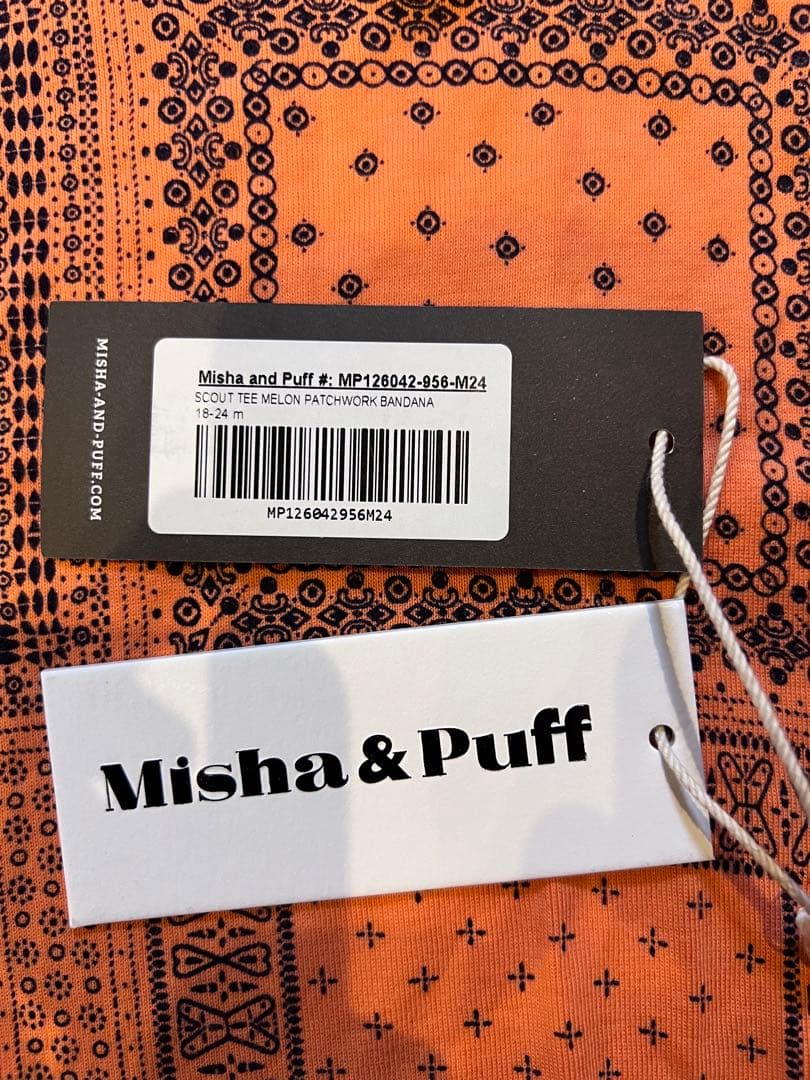 MISHA-AND-PUFF.COM
Misha and Puff #: MP126042-956-M24
SCOUT TEE MELON PATCHWORK BANDANA
18-24 m
MP126042956M24
Misha & Puff